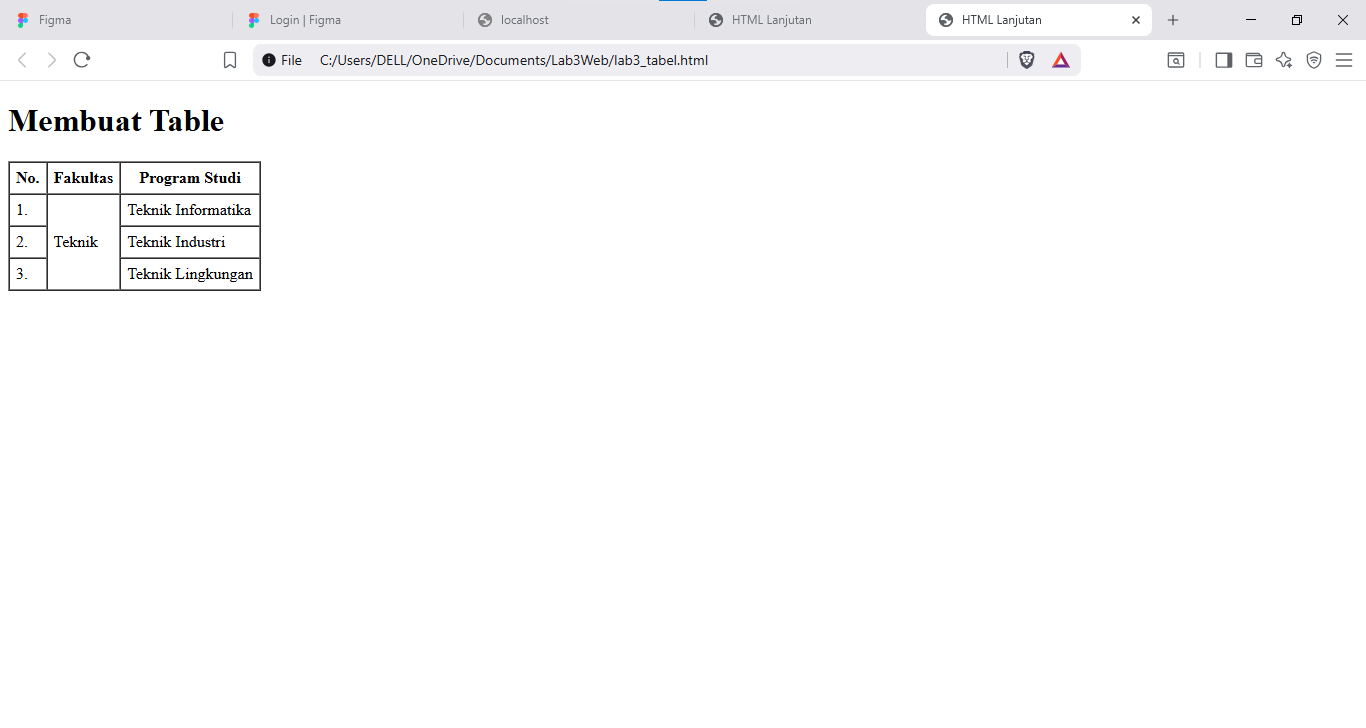 Figma
Login | Figma
localhost
HTML Lanjutan
HTML Lanjutan
File C:/Users/DELL/OneDrive/Documents/Lab3Web/lab3_tabel.html
Membuat Table
No. Fakultas Program Studi
1. Teknik Informatika
2. Teknik Teknik Industri
3. Teknik Lingkungan